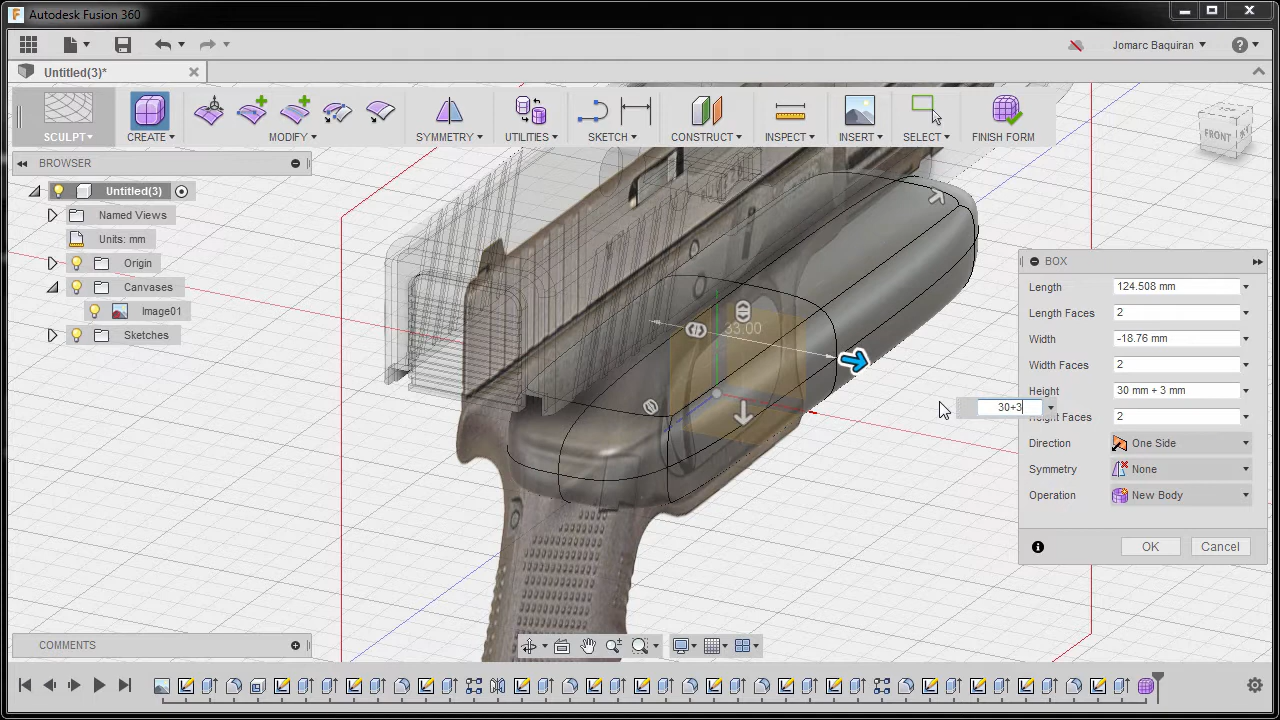 Autodesk Fusion 360
Jomarc Baquiran
Untitled(3)*
SCULPT
CREATE
MODIFY
SYMMETRY
UTILITIES
SKETCH
CONSTRUCT
INSPECT
INSERT
SELECT
FINISH FORM
FRONT
BROWSER
Untitled(3)
Named Views
Units: mm
Origin
Canvases
Image01
Sketches
33.00
30+3
BOX
Length 124.508 mm
Length Faces 2
Width -18.76 mm
Width Faces 2
Height 30 mm + 3 mm
Height Faces 2
Direction One Side
Symmetry None
Operation New Body
OK Cancel
COMMENTS